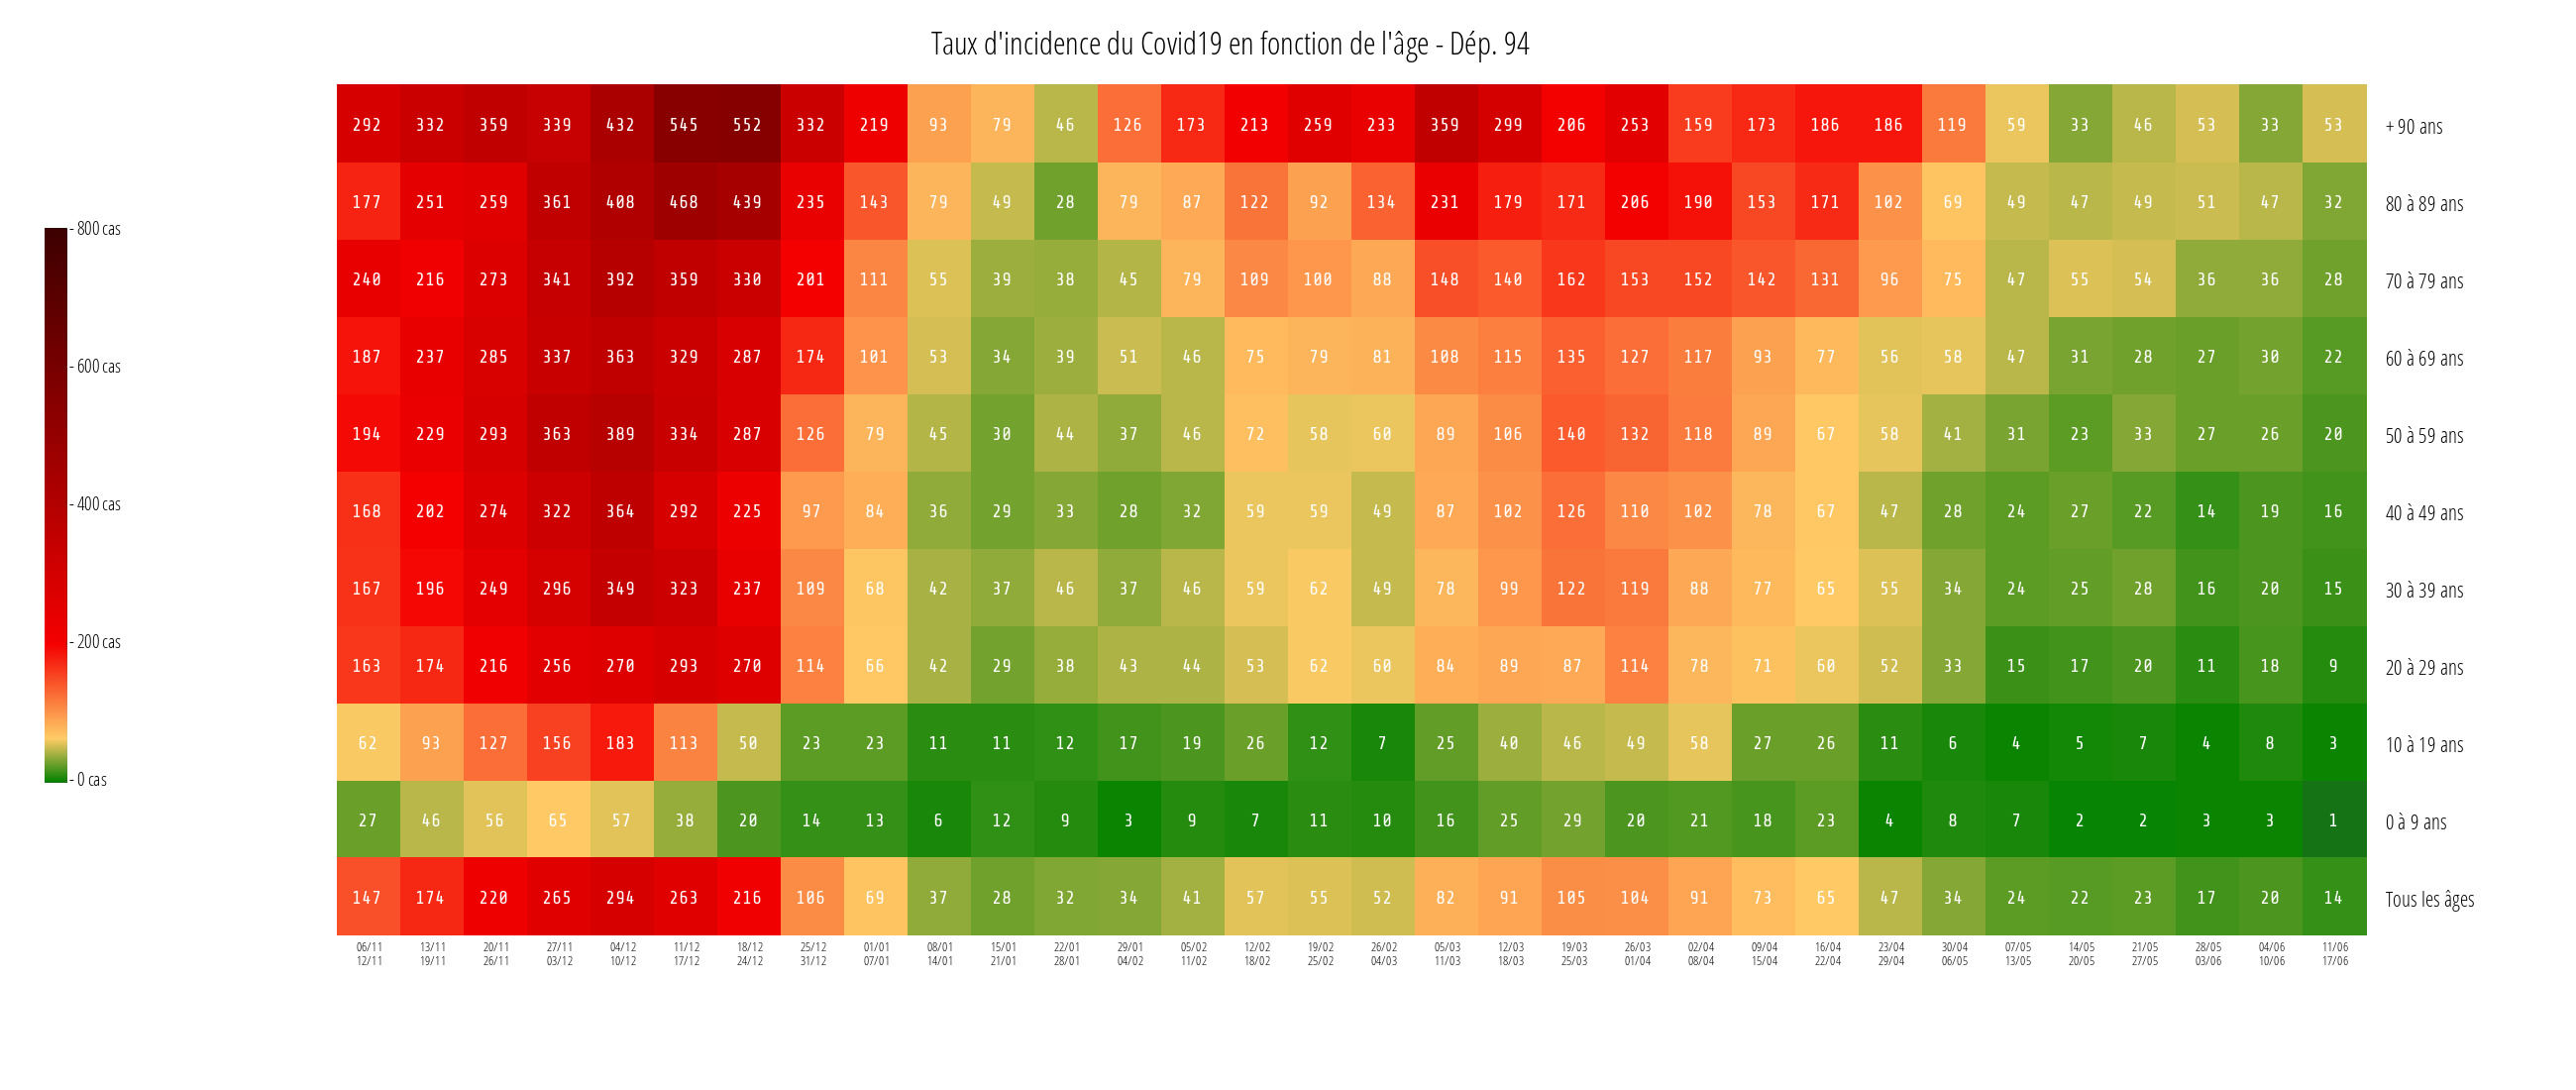 Taux d'incidence du Covid19 en fonction de l'âge - Dép. 94
- 800 cas
- 600 cas
- 400 cas
- 200 cas
- 0 cas
292 332 359 339 432 545 552 332 219 93 79 46 126 173 213 259 233 359 299 206 253 159 173 186 186 119 59 33 46 53 33 53 + 90 ans
177 251 259 361 408 468 439 235 143 79 49 28 79 87 122 92 134 231 179 171 206 190 153 171 102 69 49 47 49 51 47 32 80 à 89 ans
240 216 273 341 392 359 330 201 111 55 39 38 45 79 109 100 88 148 140 162 153 152 142 131 96 75 47 55 54 36 36 28 70 à 79 ans
187 237 285 337 363 329 287 174 101 53 34 39 51 46 75 79 81 108 115 135 127 117 93 77 56 58 47 31 28 27 30 22 60 à 69 ans
194 229 293 363 389 334 287 126 79 45 30 44 37 46 72 58 60 89 106 140 132 118 89 67 58 41 31 23 33 27 26 20 50 à 59 ans
168 202 274 322 364 292 225 97 84 36 29 33 28 32 59 59 49 87 102 126 110 102 78 67 47 28 24 27 22 14 19 16 40 à 49 ans
167 196 249 296 349 323 237 109 68 42 37 46 37 46 59 62 49 78 99 122 119 88 77 65 55 34 24 25 28 16 20 15 30 à 39 ans
163 174 216 256 270 293 270 114 66 42 29 38 43 44 53 62 60 84 89 87 114 78 71 60 52 33 15 17 20 11 18 9 20 à 29 ans
62 93 127 156 183 113 50 23 23 11 11 12 17 19 26 12 7 25 40 46 49 58 27 26 11 6 4 5 7 4 8 3 10 à 19 ans
27 46 56 65 57 38 20 14 13 6 12 9 3 9 7 11 10 16 25 29 20 21 18 23 4 8 7 2 2 3 3 1 0 à 9 ans
147 174 220 265 294 263 216 106 69 37 28 32 34 41 57 55 52 82 91 105 104 91 73 65 47 34 24 22 23 17 20 14 Tous les âges
06/11 13/11 20/11 27/11 04/12 11/12 18/12 25/12 01/01 08/01 15/01 22/01 29/01 05/02 12/02 19/02 26/02 05/03 12/03 19/03 26/03 02/04 09/04 16/04 23/04 30/04 07/05 14/05 21/05 28/05 04/06 11/06
12/11 19/11 26/11 03/12 10/12 17/12 24/12 31/12 07/01 14/01 21/01 28/01 04/02 11/02 18/02 25/02 04/03 11/03 18/03 25/03 01/04 08/04 15/04 22/04 29/04 06/05 13/05 20/05 27/05 03/06 10/06 17/06